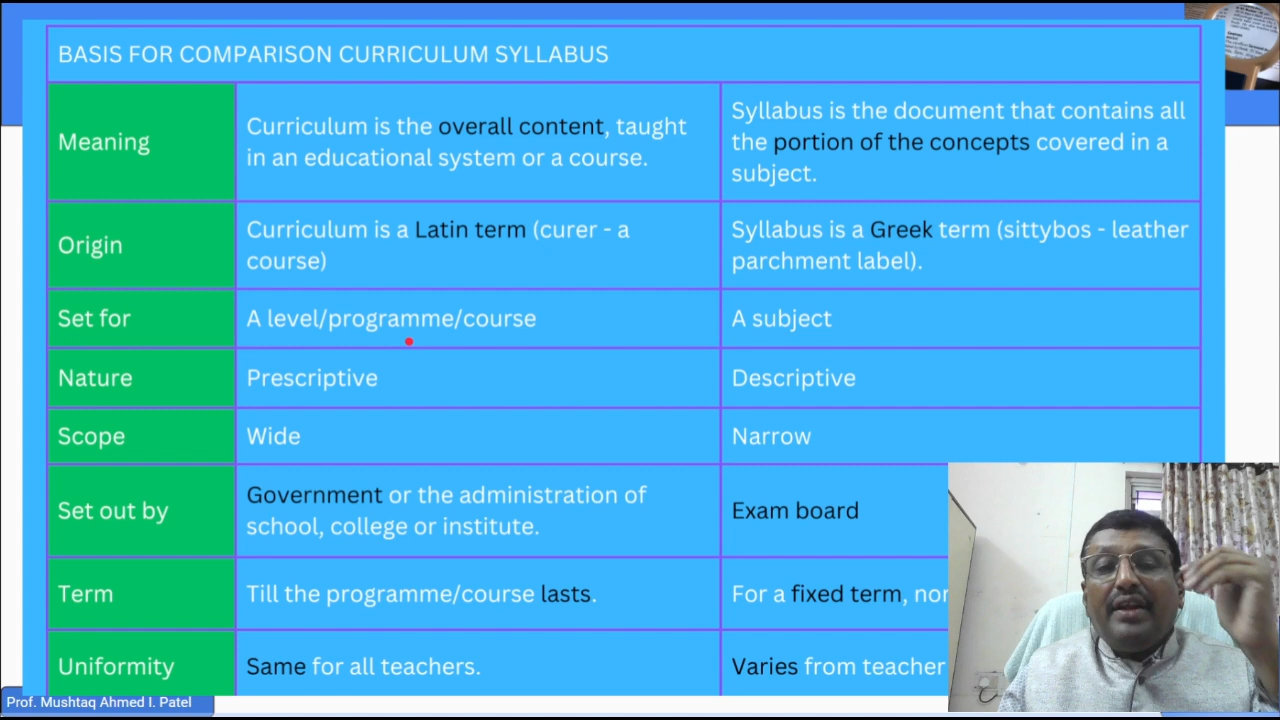 BASIS FOR COMPARISON CURRICULUM SYLLABUS
Meaning
Curriculum is the overall content, taught
in an educational system or a course.
Syllabus is the document that contains all
the portion of the concepts covered in a
subject.
Origin
Curriculum is a Latin term (curer - a
course)
Syllabus is a Greek term (sittybos - leather
parchment label).
Set for
A level/programme/course
A subject
Nature
Prescriptive
Descriptive
Scope
Wide
Narrow
Set out by
Government or the administration of
school, college or institute.
Exam board
Term
Till the programme/course lasts.
For a fixed term,
Uniformity
Same for all teachers.
Varies from teacher
Prof. Mushtaq Ahmed I. Patel